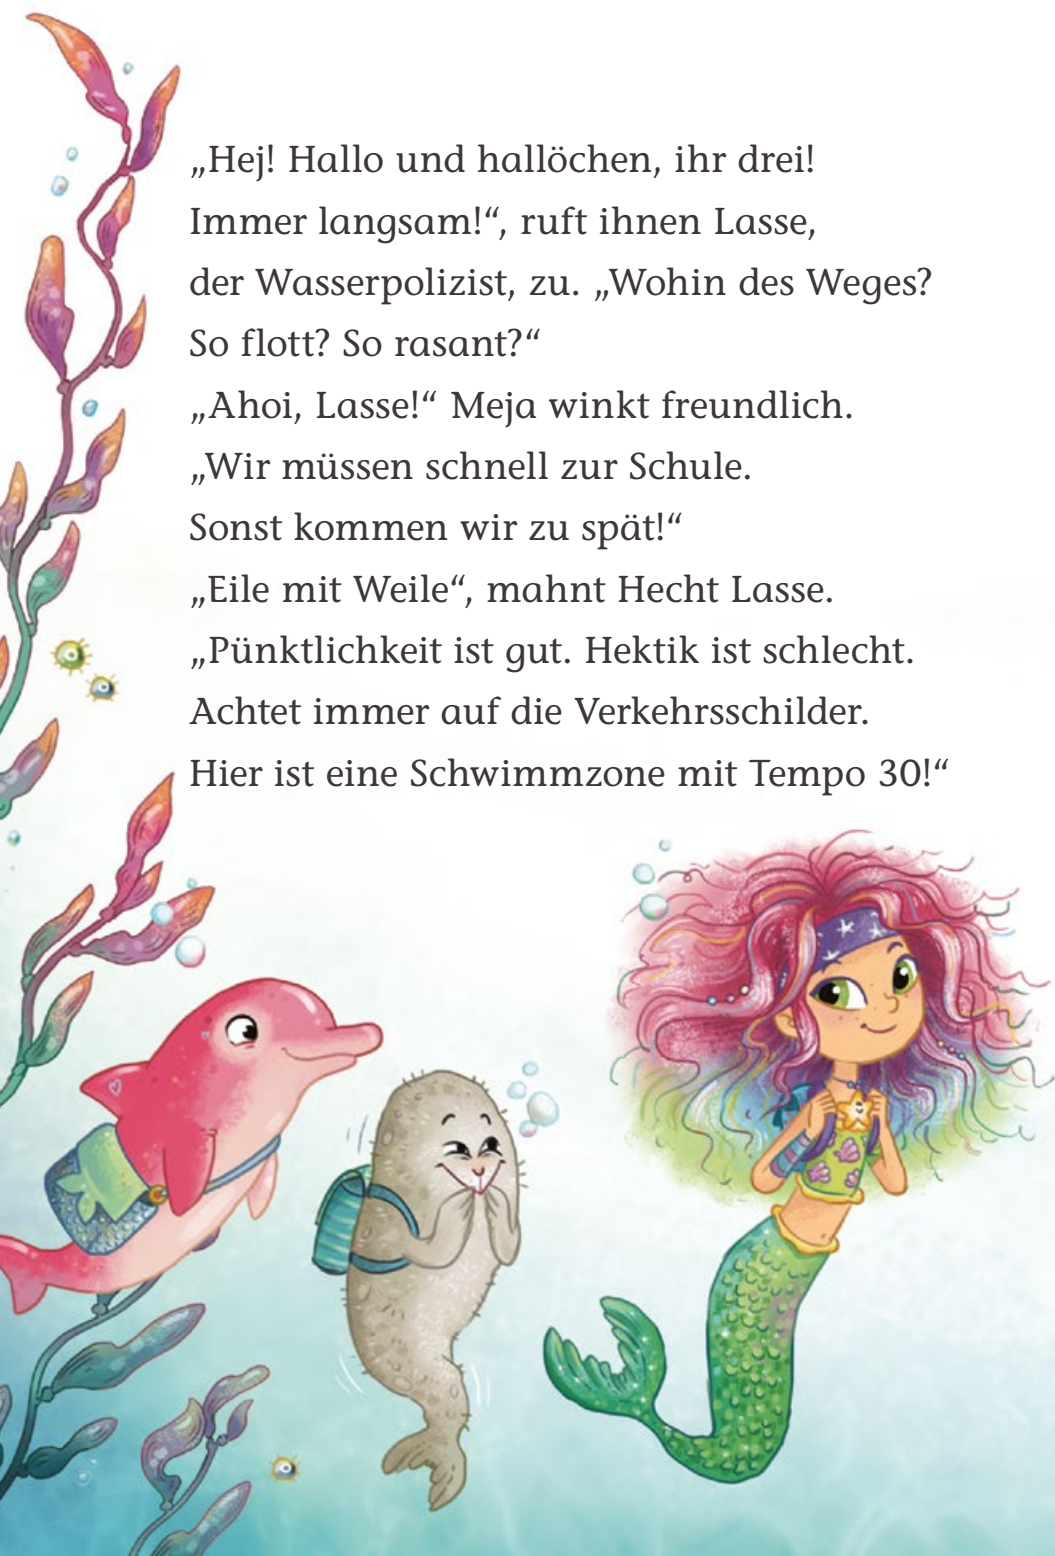 „Hej! Hallo und hallöchen, ihr drei!
Immer langsam!“, ruft ihnen Lasse,
der Wasserpolizist, zu. „Wohin des Weges?
So flott? So rasant?“
„Ahoi, Lasse!“ Meja winkt freundlich.
„Wir müssen schnell zur Schule.
Sonst kommen wir zu spät!“
„Eile mit Weile“, mahnt Hecht Lasse.
„Pünktlichkeit ist gut. Hektik ist schlecht.
Achtet immer auf die Verkehrsschilder.
Hier ist eine Schwimmzone mit Tempo 30!“